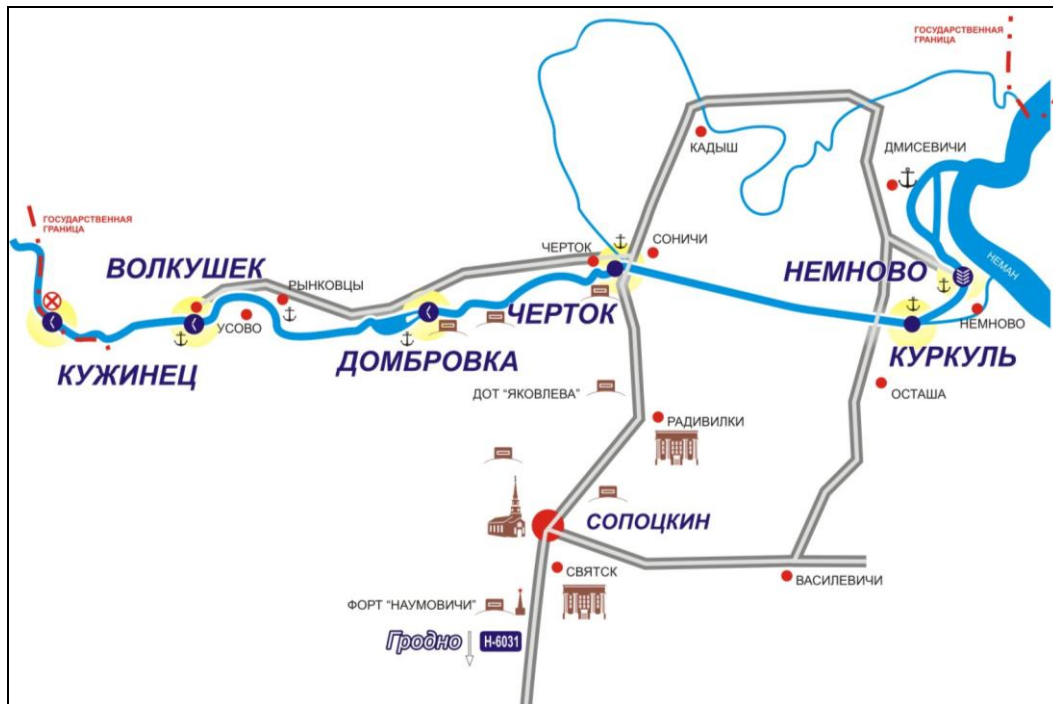 ГОСУДАРСТВЕННАЯ
ГРАНИЦА
КАДЫШ
ДМИСЕВИЧИ
ГОСУДАРСТВЕННАЯ
ГРАНИЦА
ВОЛКУШЕК
РЫНКОВЦЫ
ЧЕРТОК
СОНИЧИ
НЕМНОВО
НЕМАН
УСОВО
ЧЕРТОК
НЕМНОВО
КУЖИНЕЦ
ДОМБРОВКА
КУРКУЛЬ
ДОТ "ЯКОВЛЕВА"
ОСТАША
РАДИВИЛКИ
СОПОЦКИН
СВЯТСК
ВАСИЛЕВИЧИ
ФОРТ "НАУМОВИЧИ"
Гродно Н-6031